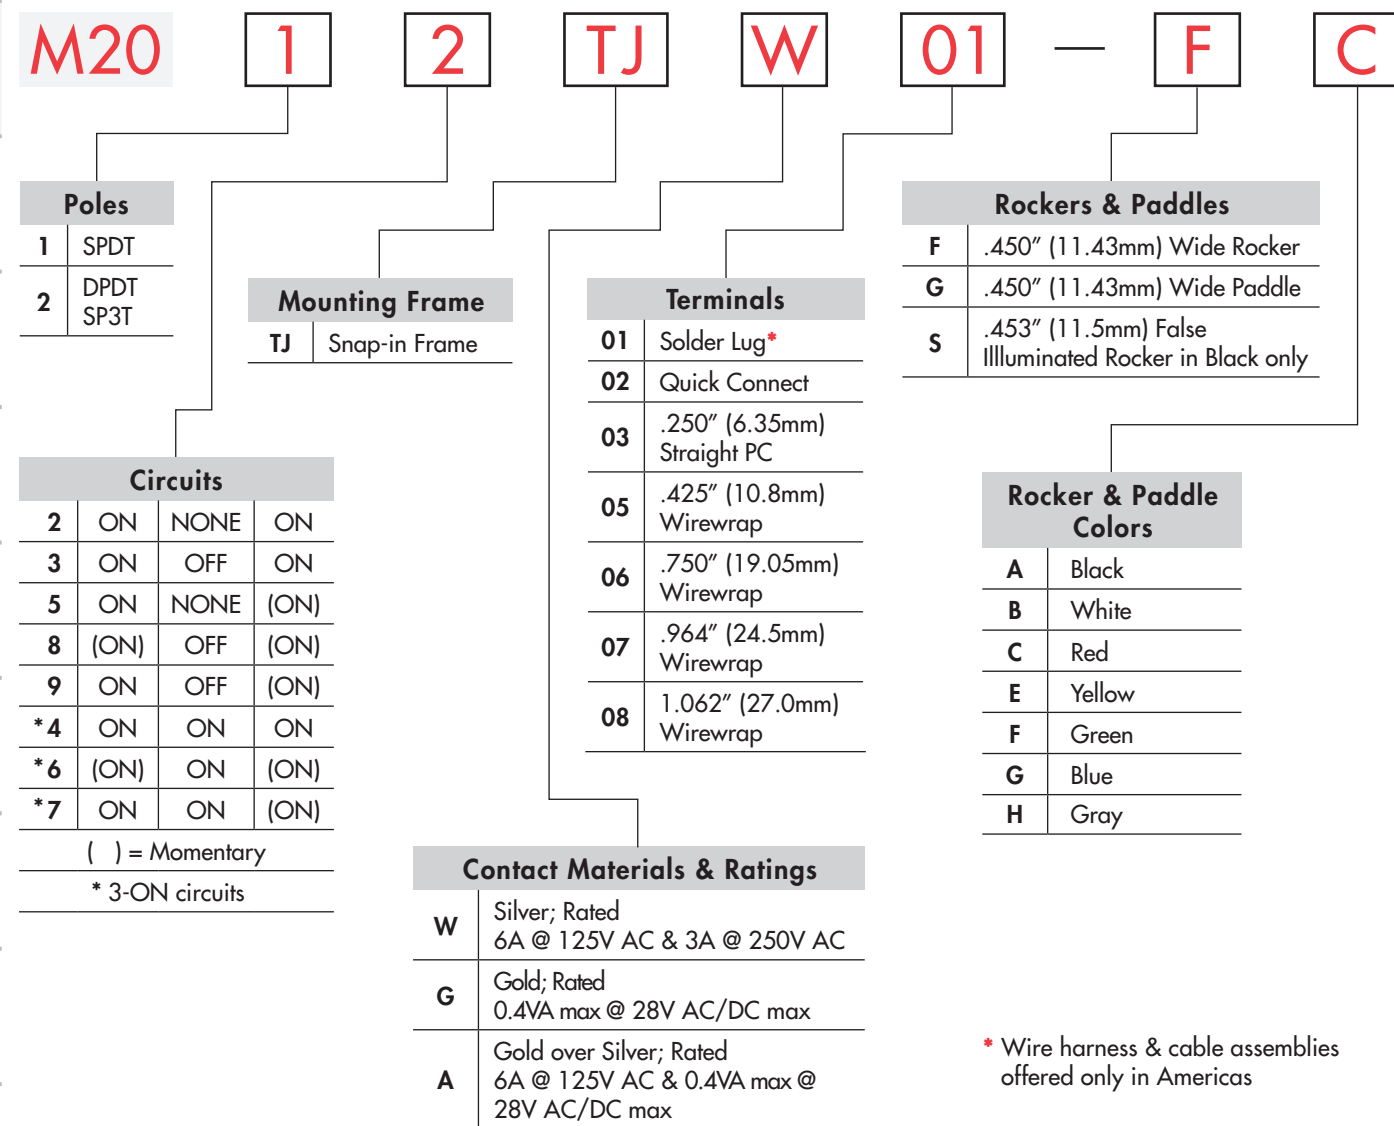 M20 1 2 TJ W 01 — F C
Poles
1 SPDT
2 DPDT
SP3T
Mounting Frame
TJ Snap-in Frame
Terminals
01 Solder Lug*
02 Quick Connect
03 .250” (6.35mm)
Straight PC
05 .425” (10.8mm)
Wirewrap
06 .750” (19.05mm)
Wirewrap
07 .964” (24.5mm)
Wirewrap
08 1.062” (27.0mm)
Wirewrap
Rockers & Paddles
F .450” (11.43mm) Wide Rocker
G .450” (11.43mm) Wide Paddle
S .453” (11.5mm) False
Illluminated Rocker in Black only
Circuits
2 ON NONE ON
3 ON OFF ON
5 ON NONE (ON)
8 (ON) OFF (ON)
9 ON OFF (ON)
*4 ON ON ON
*6 (ON) ON (ON)
*7 ON ON (ON)
( ) = Momentary
* 3-ON circuits
Rocker & Paddle
Colors
A Black
B White
C Red
E Yellow
F Green
G Blue
H Gray
Contact Materials & Ratings
W Silver; Rated
6A @ 125V AC & 3A @ 250V AC
G Gold; Rated
0.4VA max @ 28V AC/DC max
A Gold over Silver; Rated
6A @ 125V AC & 0.4VA max @
28V AC/DC max
* Wire harness & cable assemblies
offered only in Americas